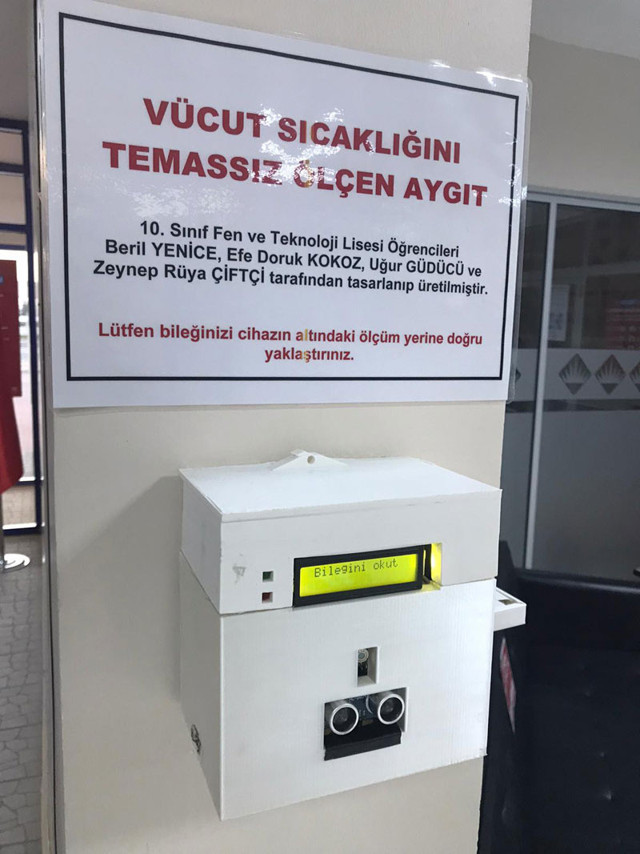 VÜCUT SICAKLIĞINI
TEMASSIZ ÖLÇEN AYGIT
10. Sınıf Fen ve Teknoloji Lisesi Öğrencileri
Beril YENİCE, Efe Doruk KOKOZ, Uğur GÜDÜCÜ ve
Zeynep Rüya ÇİFTÇİ tarafından tasarlanıp üretilmiştir.
Lütfen bileğinizi cihazın altındaki ölçüm yerine doğru
yaklaştırınız.
Bilegini okut